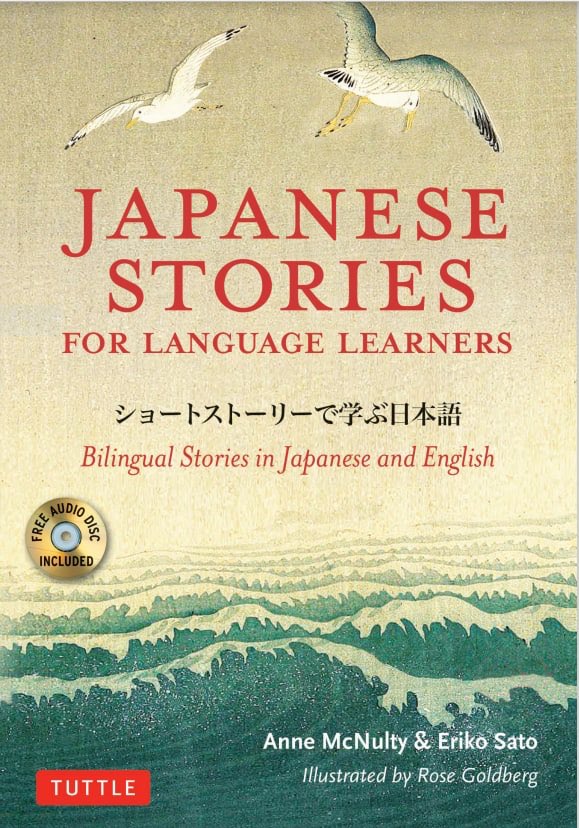 JAPANESE
STORIES
FOR LANGUAGE LEARNERS
ショートストーリーで学ぶ日本語
Bilingual Stories in Japanese and English
FREE AUDIO DISC
INCLUDED
Anne McNulty & Eriko Sato
Illustrated by Rose Goldberg
TUTTLE